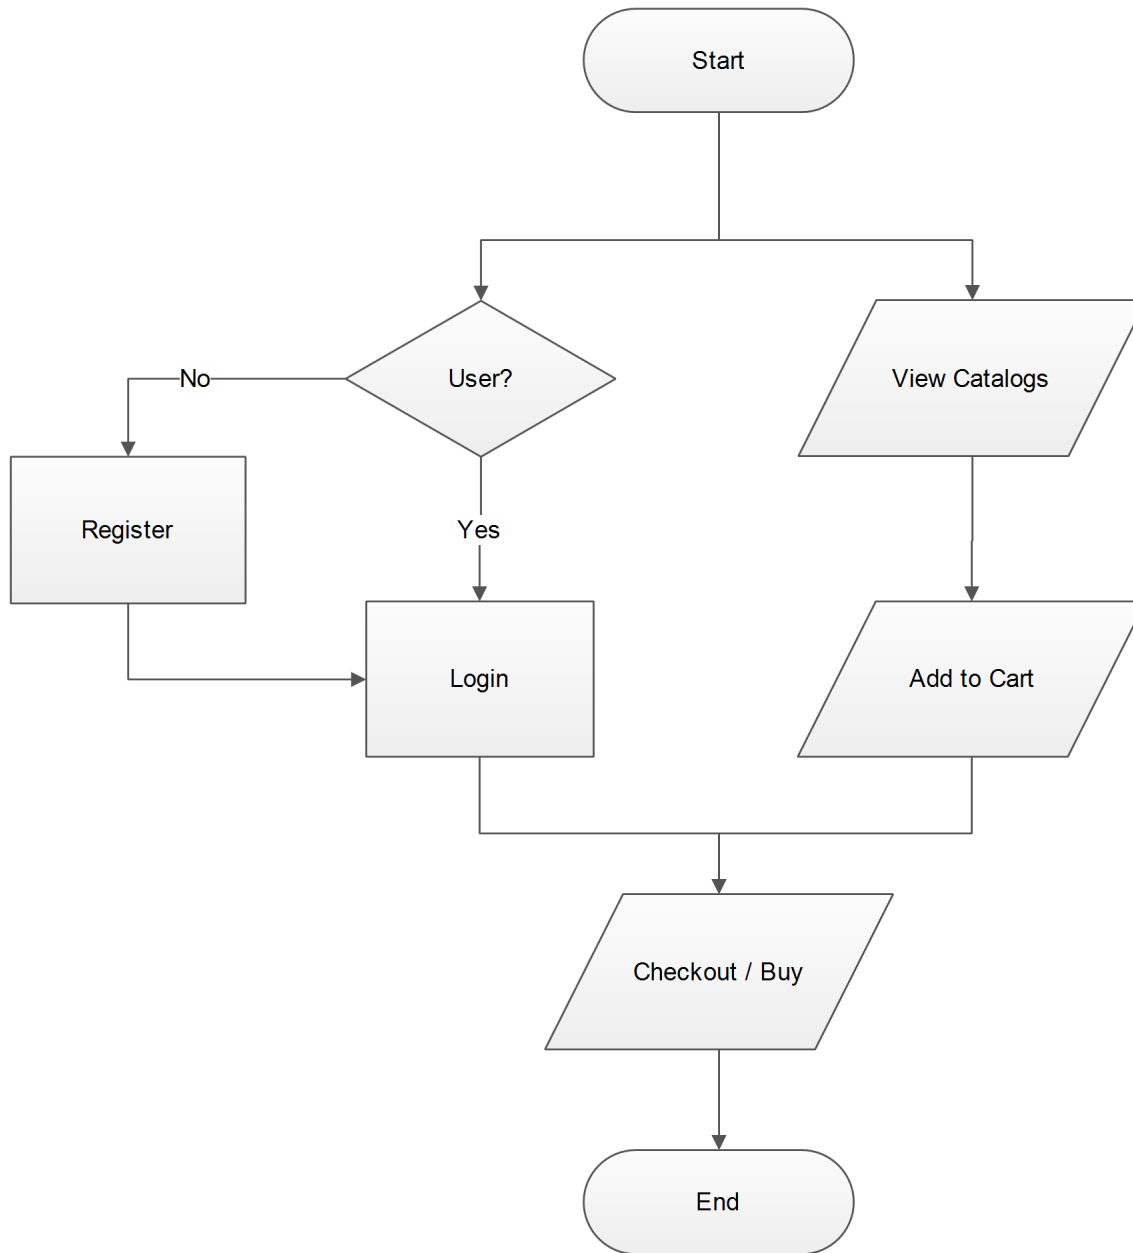 Start
User?
View Catalogs
No
Register
Yes
Login
Add to Cart
Checkout / Buy
End